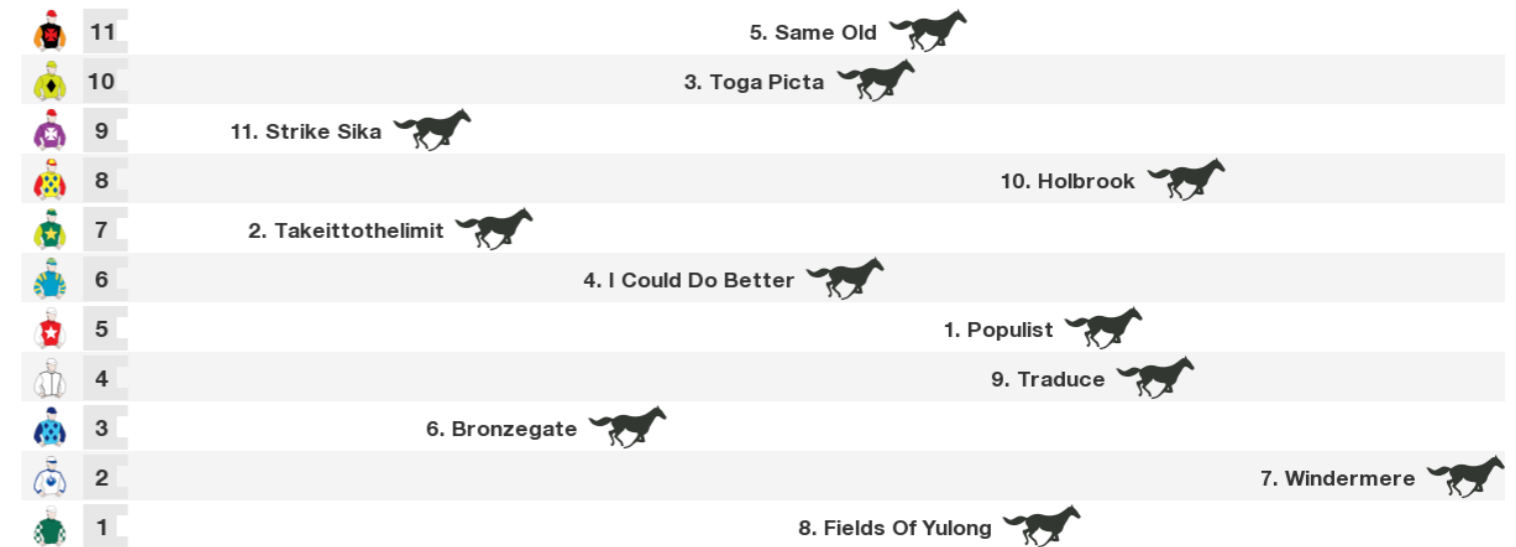 11 5. Same Old
10 3. Toga Picta
9 11. Strike Sika
8 10. Holbrook
7 2. Takeittothelimit
6 4. I Could Do Better
5 1. Populist
4 9. Traduce
3 6. Bronzegate
2 7. Windermere
1 8. Fields Of Yulong